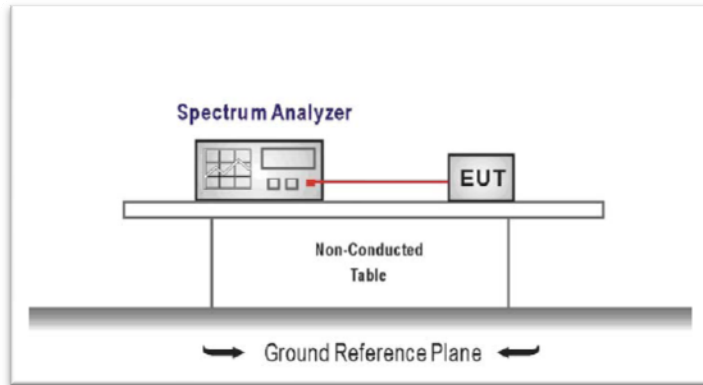 Spectrum Analyzer
EUT
Non-Conducted
Table
Ground Reference Plane